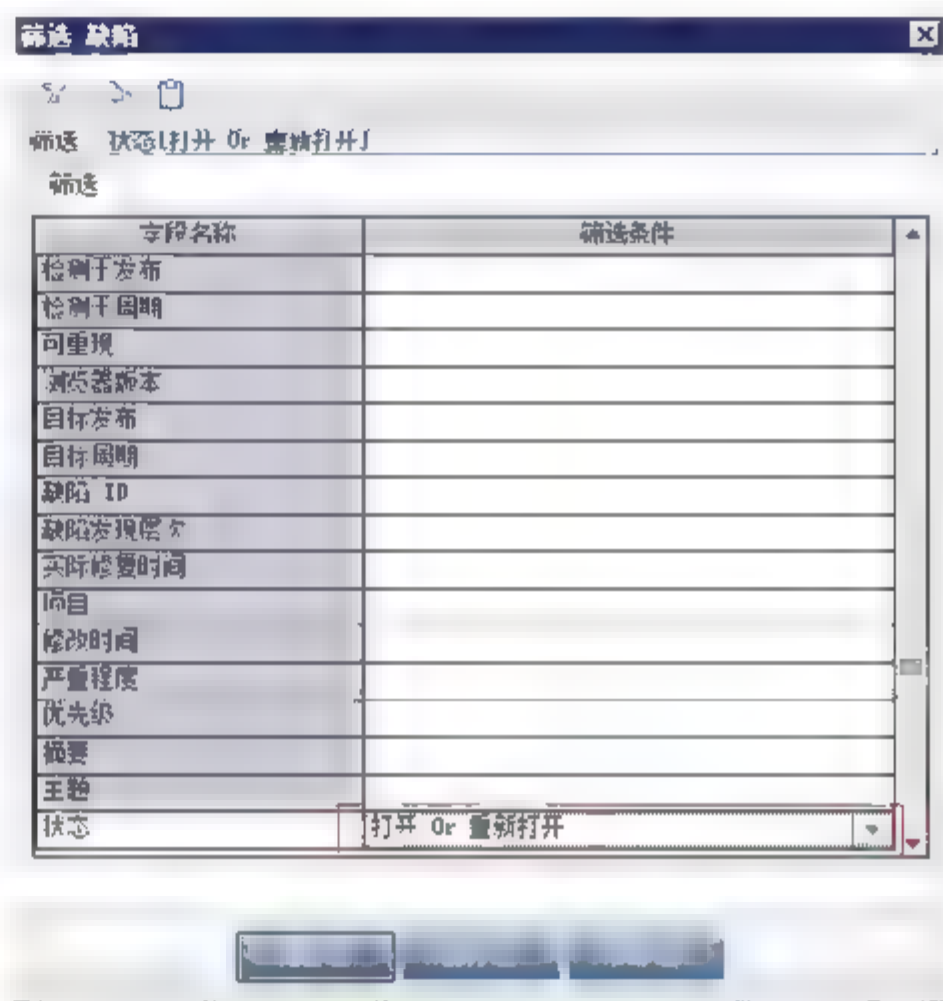 筛选 缺陷
筛选 状态[打开 Or 重新打开]
筛选
字段名称 筛选条件
检测于发布
检测于周期
可重现
浏览器版本
目标发布
目标周期
缺陷 ID
缺陷发现层次
实际修复时间
项目
修改时间
严重程度
优先级
摘要
主题
状态 打开 Or 重新打开